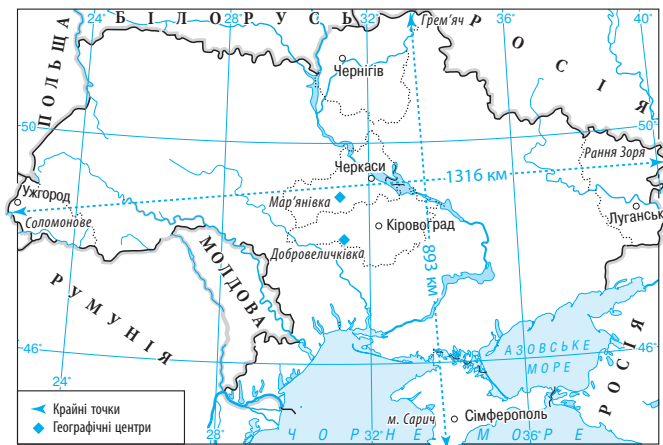 24°
БІЛОРУСЬ
28°
32°
36°
40°
Грем’яч
ПОЛЬЩА
РОСІЯ
Чернігів
50°
50°
Рання Зоря
Черкаси
1316 км
Ужгород
Мар’янівка
Луганськ
Соломонове
Кіровоград
Добровеличківка
893 км
МОЛДОВА
РУМУНІЯ
46°
46°
АЗОВСЬКЕ
МОРЕ
РОСІЯ
24°
Крайні точки
Географічні центри
м. Сарич
Сімферополь
28°
32°
36°
ЧОРНЕ МОРЕ